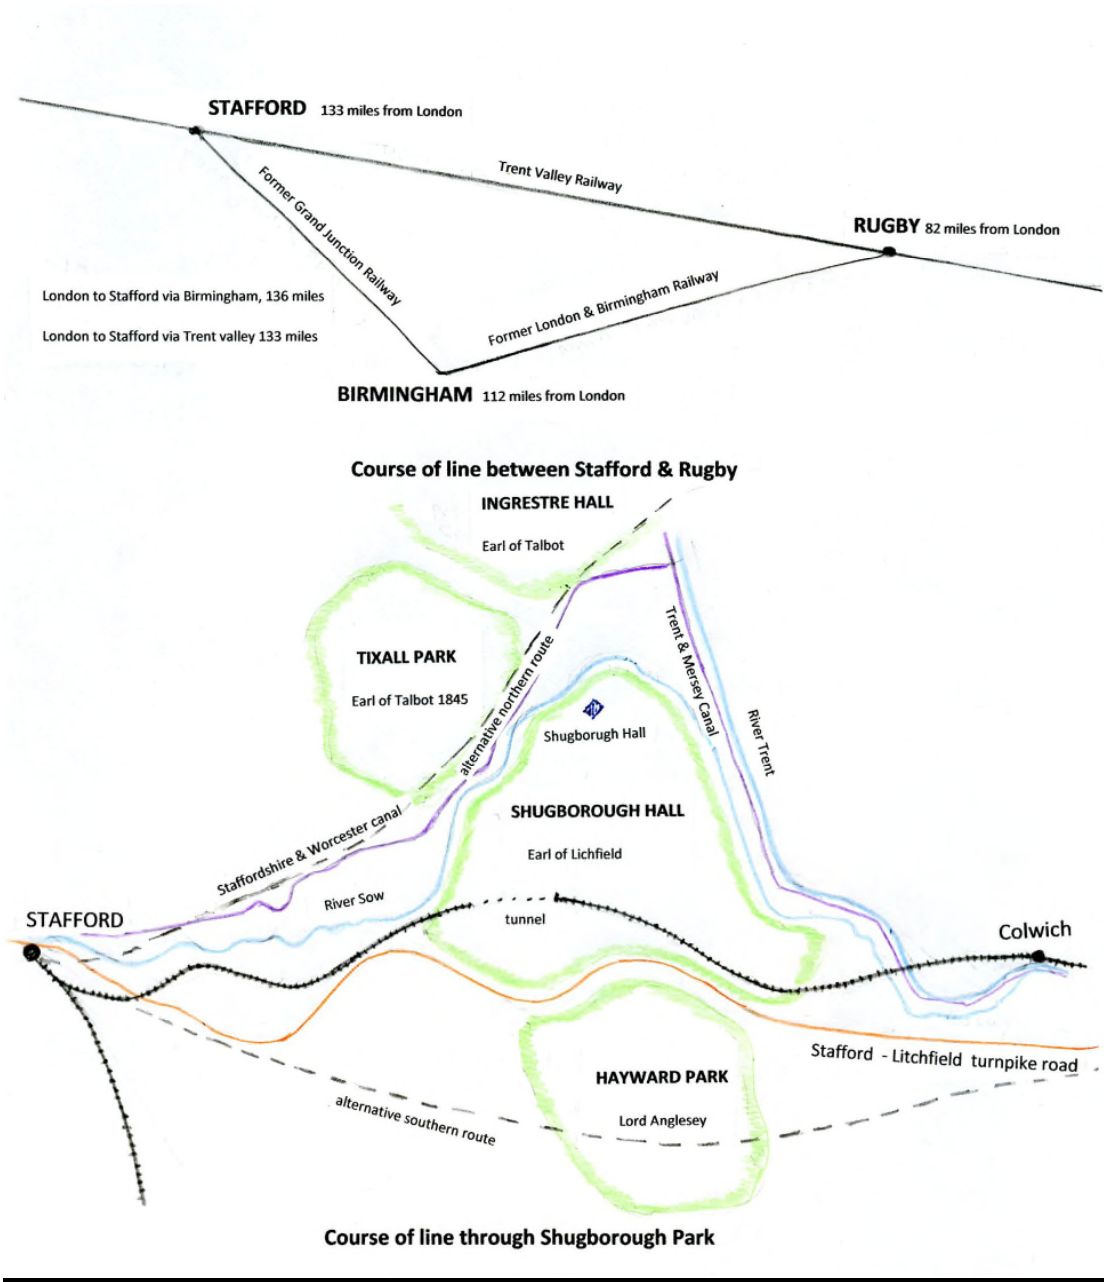 STAFFORD 133 miles from London
Trent Valley Railway
Former Grand Junction Railway
RUGBY 82 miles from London
Former London & Birmingham Railway
London to Stafford via Birmingham, 136 miles
London to Stafford via Trent valley 133 miles
BIRMINGHAM 112 miles from London
Course of line between Stafford & Rugby
INGRESTRE HALL
Earl of Talbot
TIXALL PARK
Earl of Talbot 1845
alternative northern route
Trent & Mersey Canal
River Trent
Shugborugh Hall
SHUGBOROUGH HALL
Earl of Lichfield
Staffordshire & Worcester canal
River Sow
STAFFORD
tunnel
Colwich
Stafford - Litchfield turnpike road
HAYWARD PARK
Lord Anglesey
alternative southern route
Course of line through Shugborough Park